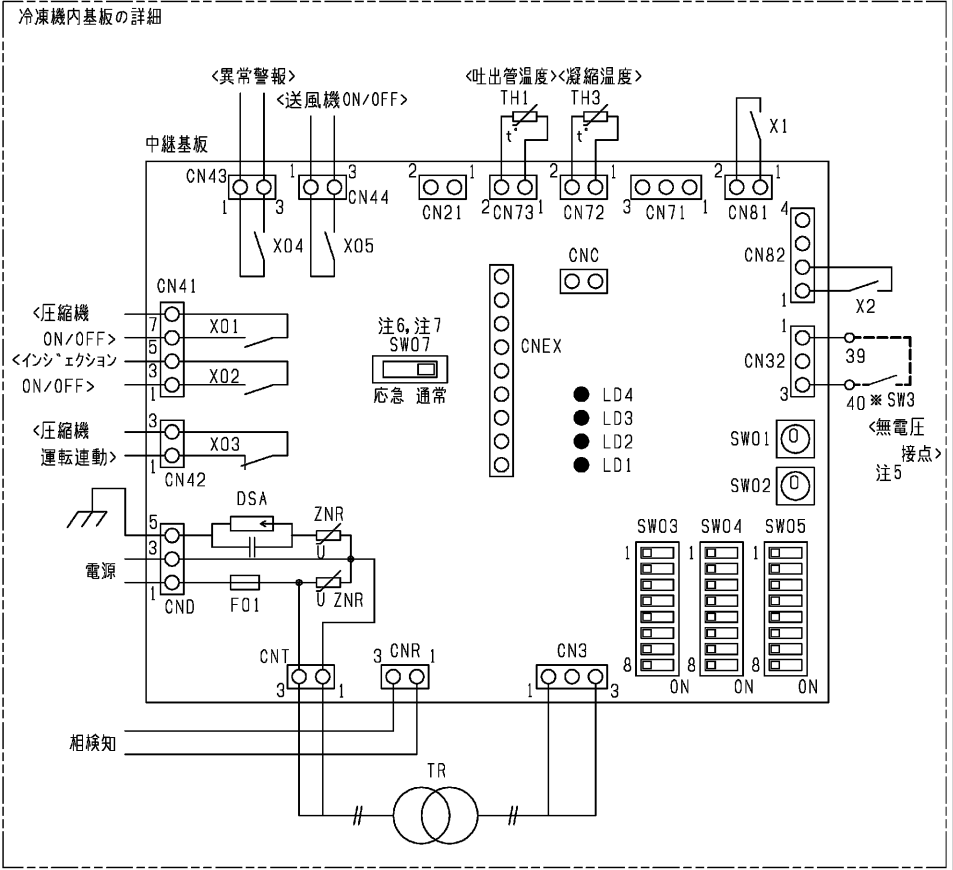 冷凍機内基板の詳細
<異常警報>
<送風機ON/OFF>
<吐出管温度><凝縮温度>
TH1
TH3
t°
t°
X1
中継基板
CN43
1
3
1
3
CN44
2
1
CN21
2
1
2
CN73
1
2
1
CN72
3
CN71
1
2
1
CN81
X04
X05
CN82
4
1
X2
CNC
CN41
<圧縮機
ON/OFF>
7
X01
5
<インジェクション
ON/OFF>
3
X02
1
注6,注7
SW07
応急 通常
CNEX
1
CN32
3
39
40
※SW3
<無電圧
接点>
注5
LD4
LD3
LD2
LD1
<圧縮機
運転連動>
3
X03
1
CN42
SW01
SW02
DSA
ZNR
U
5
3
電源
1
CND
F01
U
ZNR
SW03
SW04
SW05
1
1
1
8
8
8
ON
ON
ON
CNT
3
1
3
CNR
1
CN3
1
3
相検知
TR